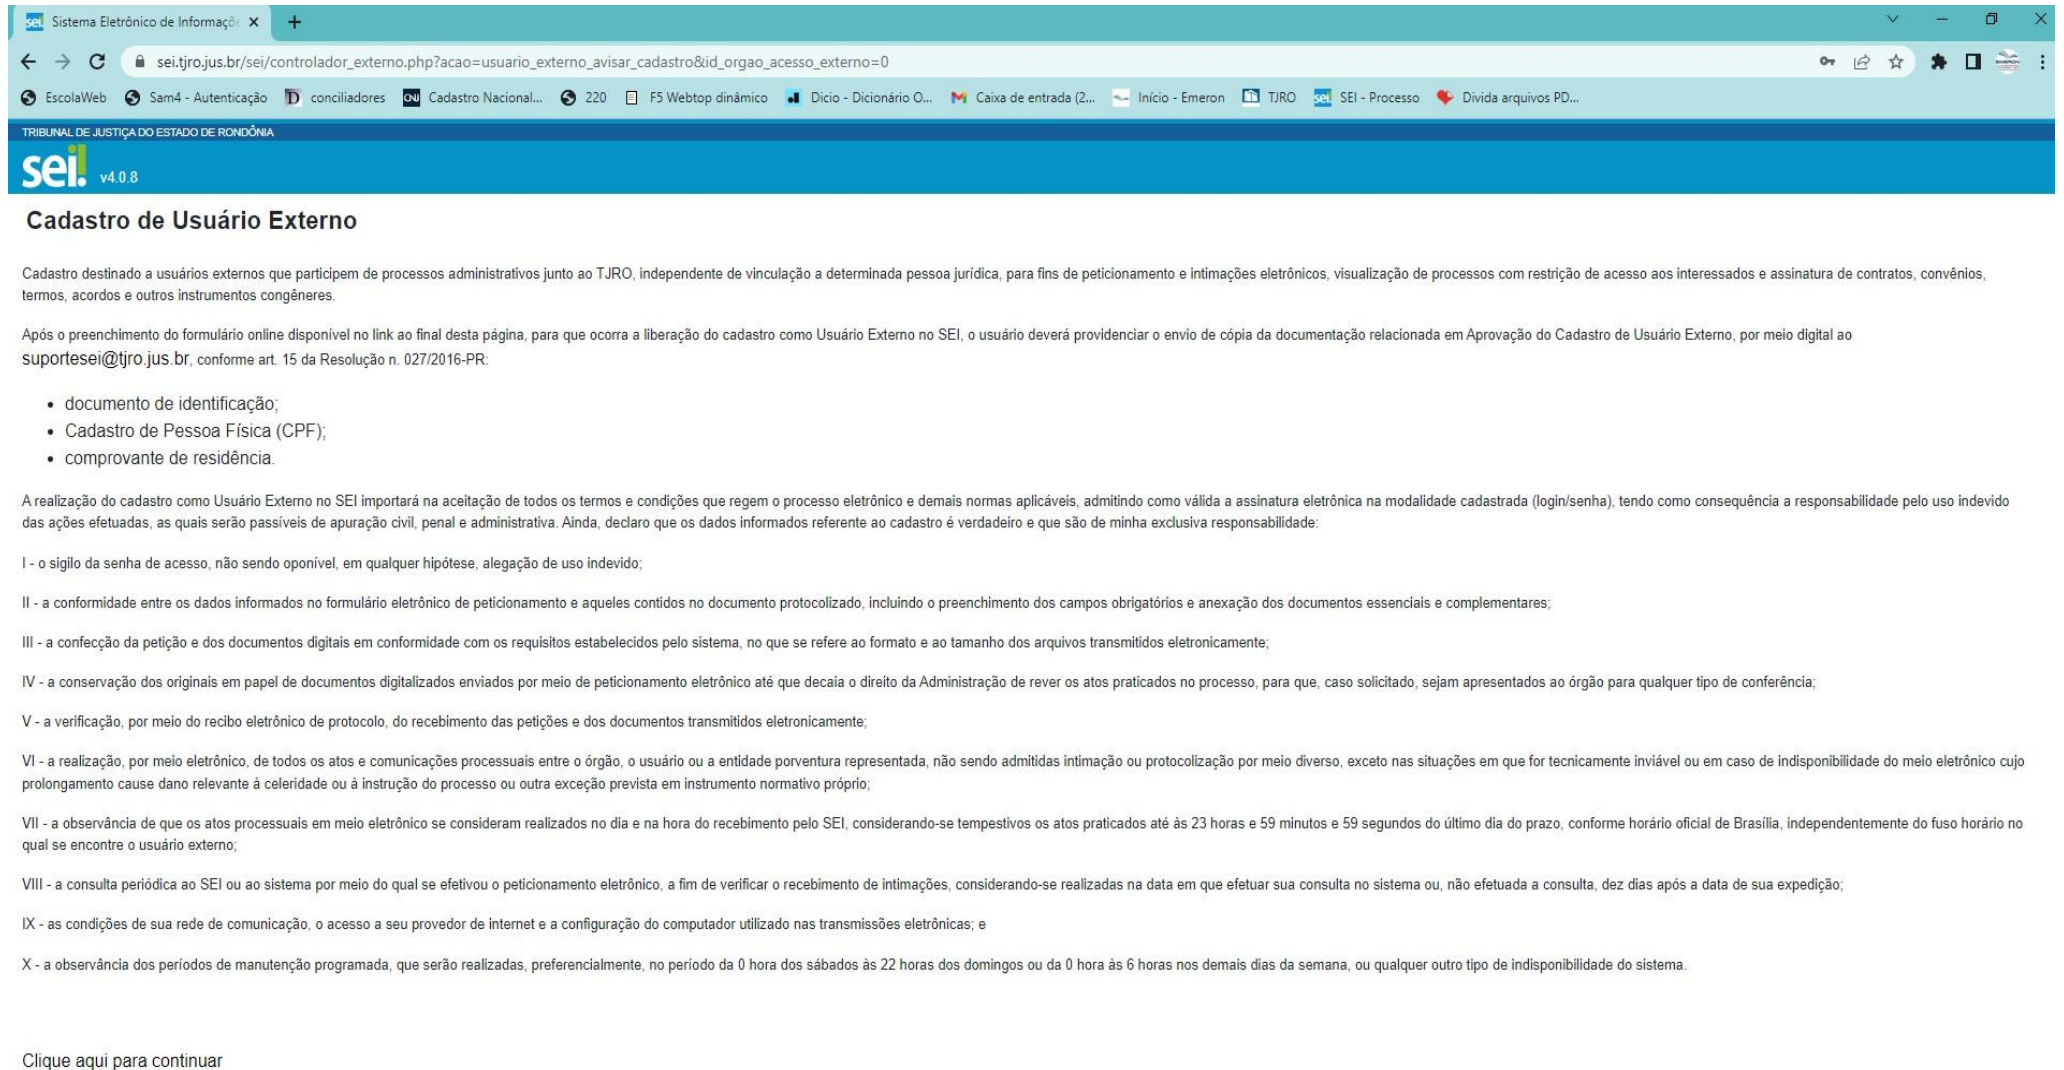 sei! Sistema Eletrônico de Informaçõe
sei.tjro.jus.br/sei/controlador_externo.php?acao=usuario_externo_avisar_cadastro&id_orgao_acesso_externo=0
EscolaWeb Sam4 - Autenticação conciliadores Cadastro Nacional... 220 F5 Webtop dinâmico Dicio - Dicionário O... Caixa de entrada (2... Início - Emeron TJRO SEI - Processo Divida arquivos PD...
TRIBUNAL DE JUSTIÇA DO ESTADO DE RONDÔNIA
sei! v4.0.8
Cadastro de Usuário Externo
Cadastro destinado a usuários externos que participem de processos administrativos junto ao TJRO, independente de vinculação a determinada pessoa jurídica, para fins de peticionamento e intimações eletrônicos, visualização de processos com restrição de acesso aos interessados e assinatura de contratos, convênios,
termos, acordos e outros instrumentos congêneres.
Após o preenchimento do formulário online disponível no link ao final desta página, para que ocorra a liberação do cadastro como Usuário Externo no SEI, o usuário deverá providenciar o envio de cópia da documentação relacionada em Aprovação do Cadastro de Usuário Externo, por meio digital ao
suportesei@tjro.jus.br, conforme art. 15 da Resolução n. 027/2016-PR:
• documento de identificação;
• Cadastro de Pessoa Física (CPF);
• comprovante de residência.
A realização do cadastro como Usuário Externo no SEI importará na aceitação de todos os termos e condições que regem o processo eletrônico e demais normas aplicáveis, admitindo como válida a assinatura eletrônica na modalidade cadastrada (login/senha), tendo como consequência a responsabilidade pelo uso indevido
das ações efetuadas, as quais serão passíveis de apuração civil, penal e administrativa. Ainda, declaro que os dados informados referente ao cadastro é verdadeiro e que são de minha exclusiva responsabilidade:
I - o sigilo da senha de acesso, não sendo oponível, em qualquer hipótese, alegação de uso indevido;
II - a conformidade entre os dados informados no formulário eletrônico de peticionamento e aqueles contidos no documento protocolizado, incluindo o preenchimento dos campos obrigatórios e anexação dos documentos essenciais e complementares;
III - a confecção da petição e dos documentos digitais em conformidade com os requisitos estabelecidos pelo sistema, no que se refere ao formato e ao tamanho dos arquivos transmitidos eletronicamente;
IV - a conservação dos originais em papel de documentos digitalizados enviados por meio de peticionamento eletrônico até que decaia o direito da Administração de rever os atos praticados no processo, para que, caso solicitado, sejam apresentados ao órgão para qualquer tipo de conferência;
V - a verificação, por meio do recibo eletrônico de protocolo, do recebimento das petições e dos documentos transmitidos eletronicamente;
VI - a realização, por meio eletrônico, de todos os atos e comunicações processuais entre o órgão, o usuário ou a entidade porventura representada, não sendo admitidas intimação ou protocolização por meio diverso, exceto nas situações em que for tecnicamente inviável ou em caso de indisponibilidade do meio eletrônico cujo
prolongamento cause dano relevante à celeridade ou à instrução do processo ou outra exceção prevista em instrumento normativo próprio;
VII - a observância de que os atos processuais em meio eletrônico se consideram realizados no dia e na hora do recebimento pelo SEI, considerando-se tempestivos os atos praticados até às 23 horas e 59 minutos e 59 segundos do último dia do prazo, conforme horário oficial de Brasília, independentemente do fuso horário no
qual se encontre o usuário externo;
VIII - a consulta periódica ao SEI ou ao sistema por meio do qual se efetivou o peticionamento eletrônico, a fim de verificar o recebimento de intimações, considerando-se realizadas na data em que efetuar sua consulta no sistema ou, não efetuada a consulta, dez dias após a data de sua expedição;
IX - as condições de sua rede de comunicação, o acesso a seu provedor de internet e a configuração do computador utilizado nas transmissões eletrônicas; e
X - a observância dos períodos de manutenção programada, que serão realizadas, preferencialmente, no período da 0 hora dos sábados às 22 horas dos domingos ou da 0 hora às 6 horas nos demais dias da semana, ou qualquer outro tipo de indisponibilidade do sistema.
Clique aqui para continuar